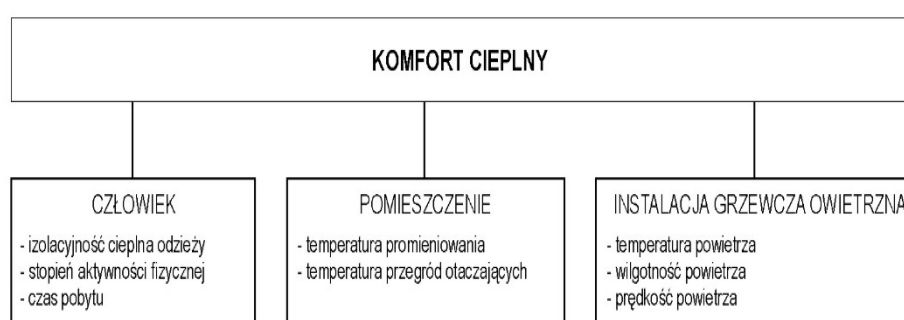 KOMFORT CIEPLNY
CZŁOWIEK
- izolacyjność cieplna odzieży
- stopień aktywności fizycznej
- czas pobytu
POMIESZCZENIE
- temperatura promieniowania
- temperatura przegród otaczających
INSTALACJA GRZEWCZA OWIETRZNA
- temperatura powietrza
- wilgotność powietrza
- prędkość powietrza